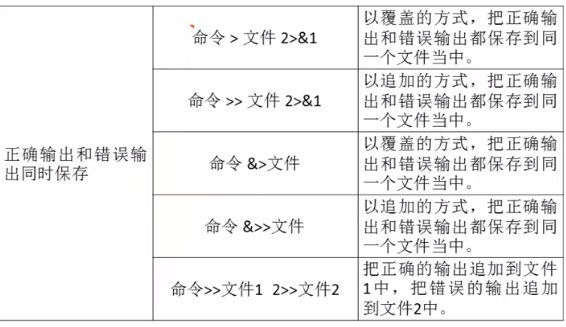 命令 > 文件 2>&1
以覆盖的方式，把正确输
出和错误输出都保存到同
一个文件当中。
命令 >> 文件 2>&1
以追加的方式，把正确输
出和错误输出都保存到同
一个文件当中。
正确输出和错误输
出同时保存
命令 &>文件
以覆盖的方式，把正确输
出和错误输出都保存到同
一个文件当中。
命令 &>>文件
以追加的方式，把正确输
出和错误输出都保存到同
一个文件当中。
命令>>文件1 2>>文件2
把正确的输出追加到文件
1中，把错误的输出追加
到文件2中。